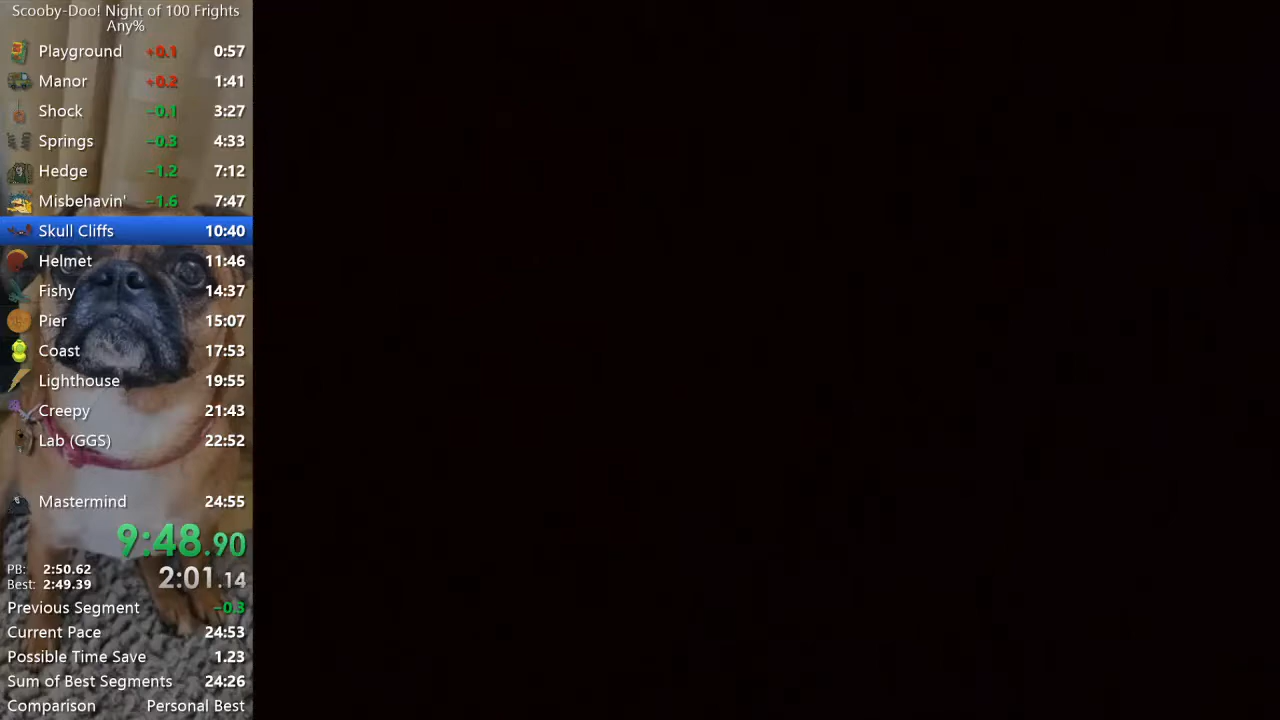 Scooby-Doo! Night of 100 Frights
Any%
Playground +0.1 0:57
Manor +0.2 1:41
Shock −0.1 3:27
Springs −0.3 4:33
Hedge −1.2 7:12
Misbehavin' −1.6 7:47
Skull Cliffs 10:40
Helmet 11:46
Fishy 14:37
Pier 15:07
Coast 17:53
Lighthouse 19:55
Creepy 21:43
Lab (GGS) 22:52
Mastermind 24:55
9:48.90
PB: 2:50.62
Best: 2:49.39
2:01.14
Previous Segment −0.3
Current Pace 24:53
Possible Time Save 1.23
Sum of Best Segments 24:26
Comparison Personal Best